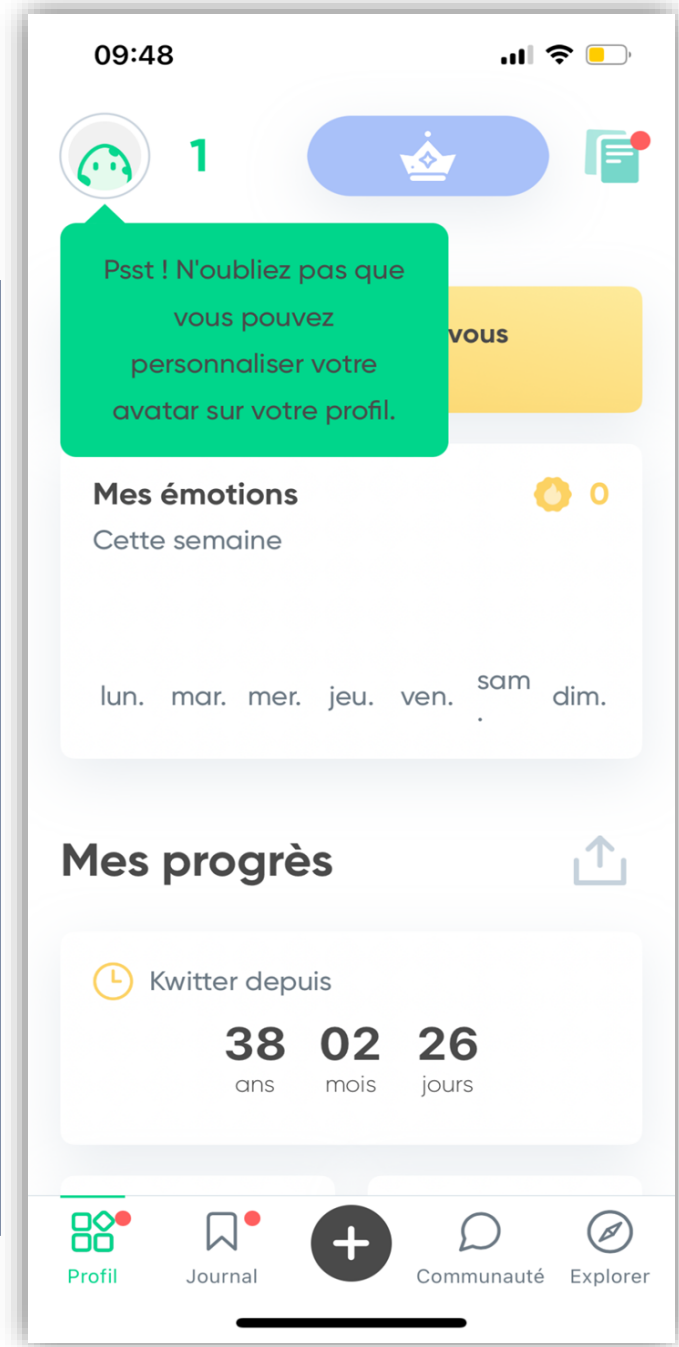 09:48
1
Psst ! N'oubliez pas que
vous pouvez
personnaliser votre
avatar sur votre profil.
vous
Mes émotions
0
Cette semaine
lun. mar. mer. jeu. ven. sam. dim.
Mes progrès
Kwitter depuis
38 02 26
ans mois jours
Profil Journal Communauté Explorer